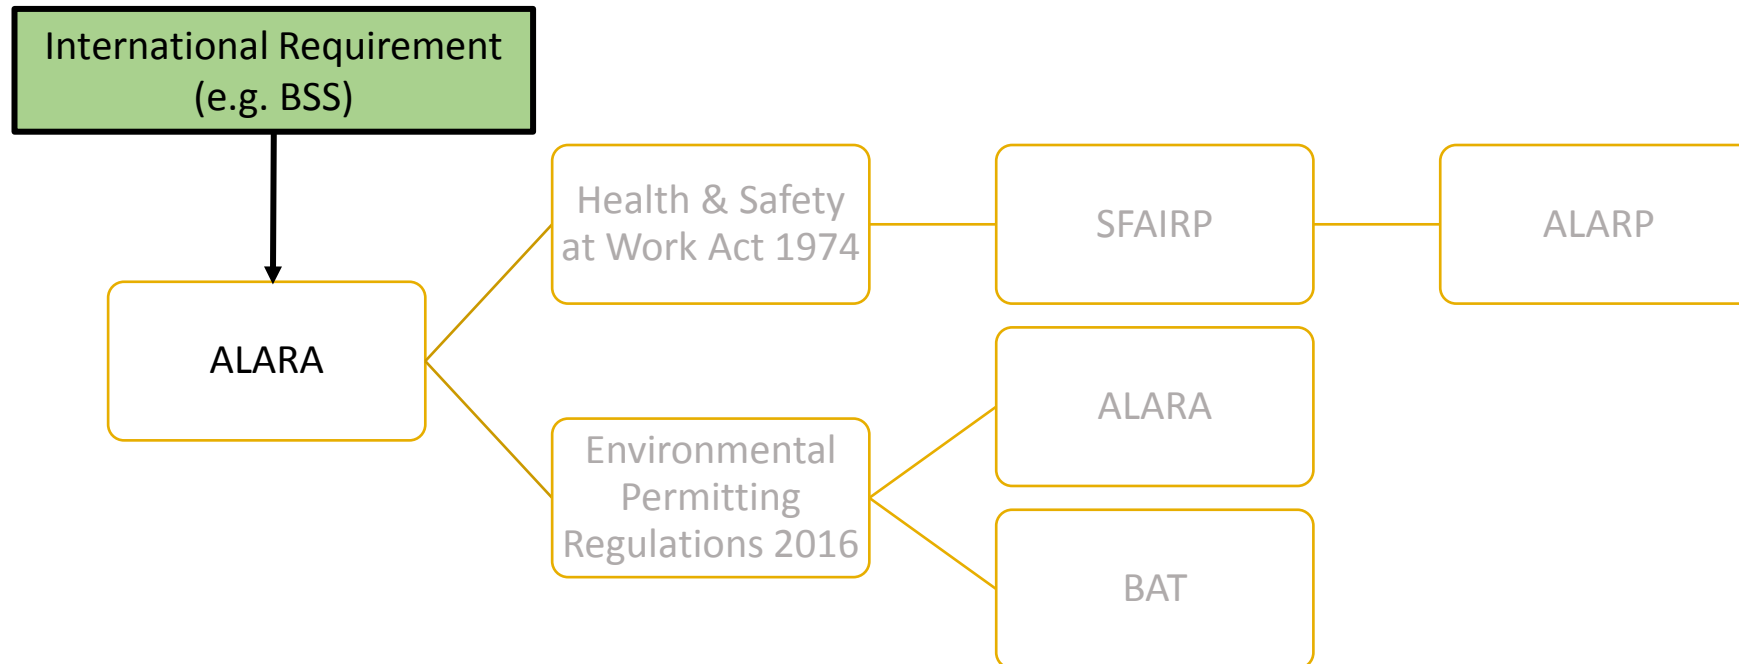 International Requirement
(e.g. BSS)
Health & Safety
at Work Act 1974
SFAIRP
ALARP
ALARA
ALARA
Environmental
Permitting
Regulations 2016
BAT